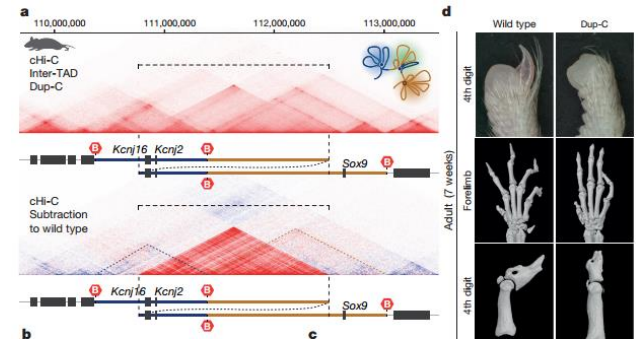 a
110,000,000 111,000,000 112,000,000 113,000,000
cHi-C
Inter-TAD
Dup-C
B
Kcnj16 Kcnj2
B
B
Sox9
B
cHi-C
Subtraction
to wild type
B
Kcnj16 Kcnj2
B
B
Sox9
B
b
c
d
Wild type Dup-C
Adult (7 weeks)
4th digit
Forelimb
4th digit